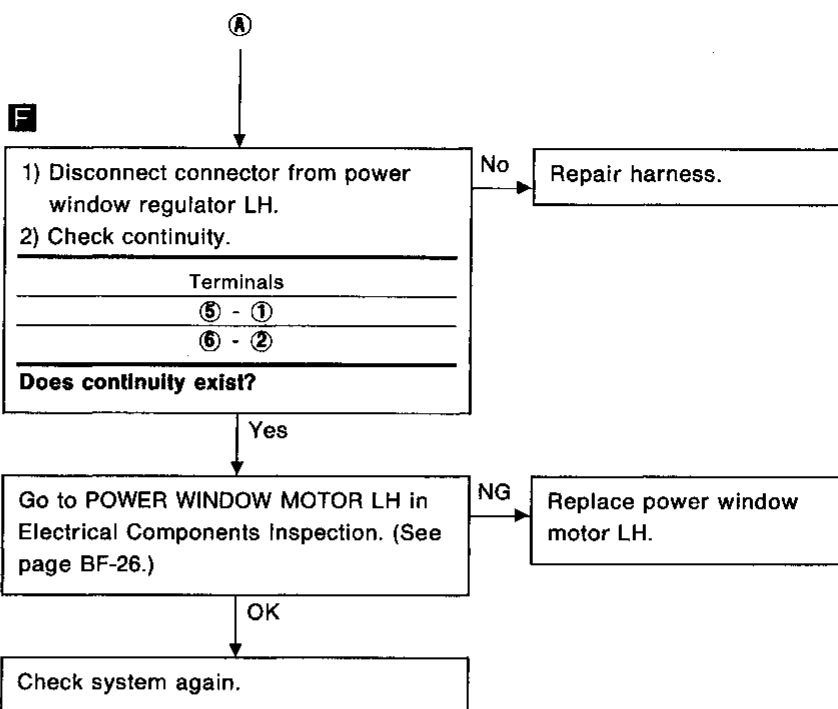 Ⓐ
F
1) Disconnect connector from power
window regulator LH.
2) Check continuity.
Terminals
⑤ - ①
⑥ - ②
Does continuity exist?
No
Repair harness.
Yes
Go to POWER WINDOW MOTOR LH in
Electrical Components Inspection. (See
page BF-26.)
NG
Replace power window
motor LH.
OK
Check system again.